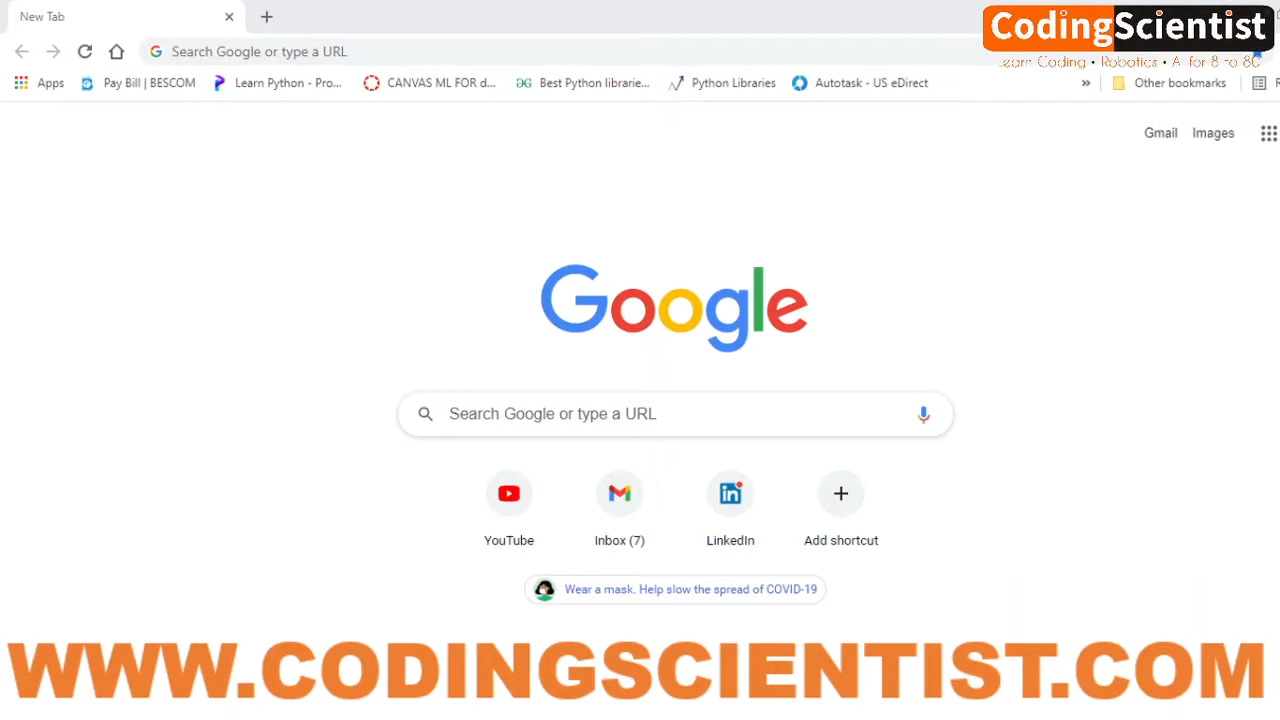 New Tab
CodingScientist
Search Google or type a URL
Learn Coding • Robotics • AI for 8 to 80
Apps Pay Bill | BESCOM Learn Python - Pro... CANVAS ML FOR d... Best Python librarie... Python Libraries Autotask - US eDirect » Other bookmarks R
Gmail Images
Google
Search Google or type a URL
YouTube Inbox (7) LinkedIn Add shortcut
Wear a mask. Help slow the spread of COVID-19
WWW.CODINGSCIENTIST.COM